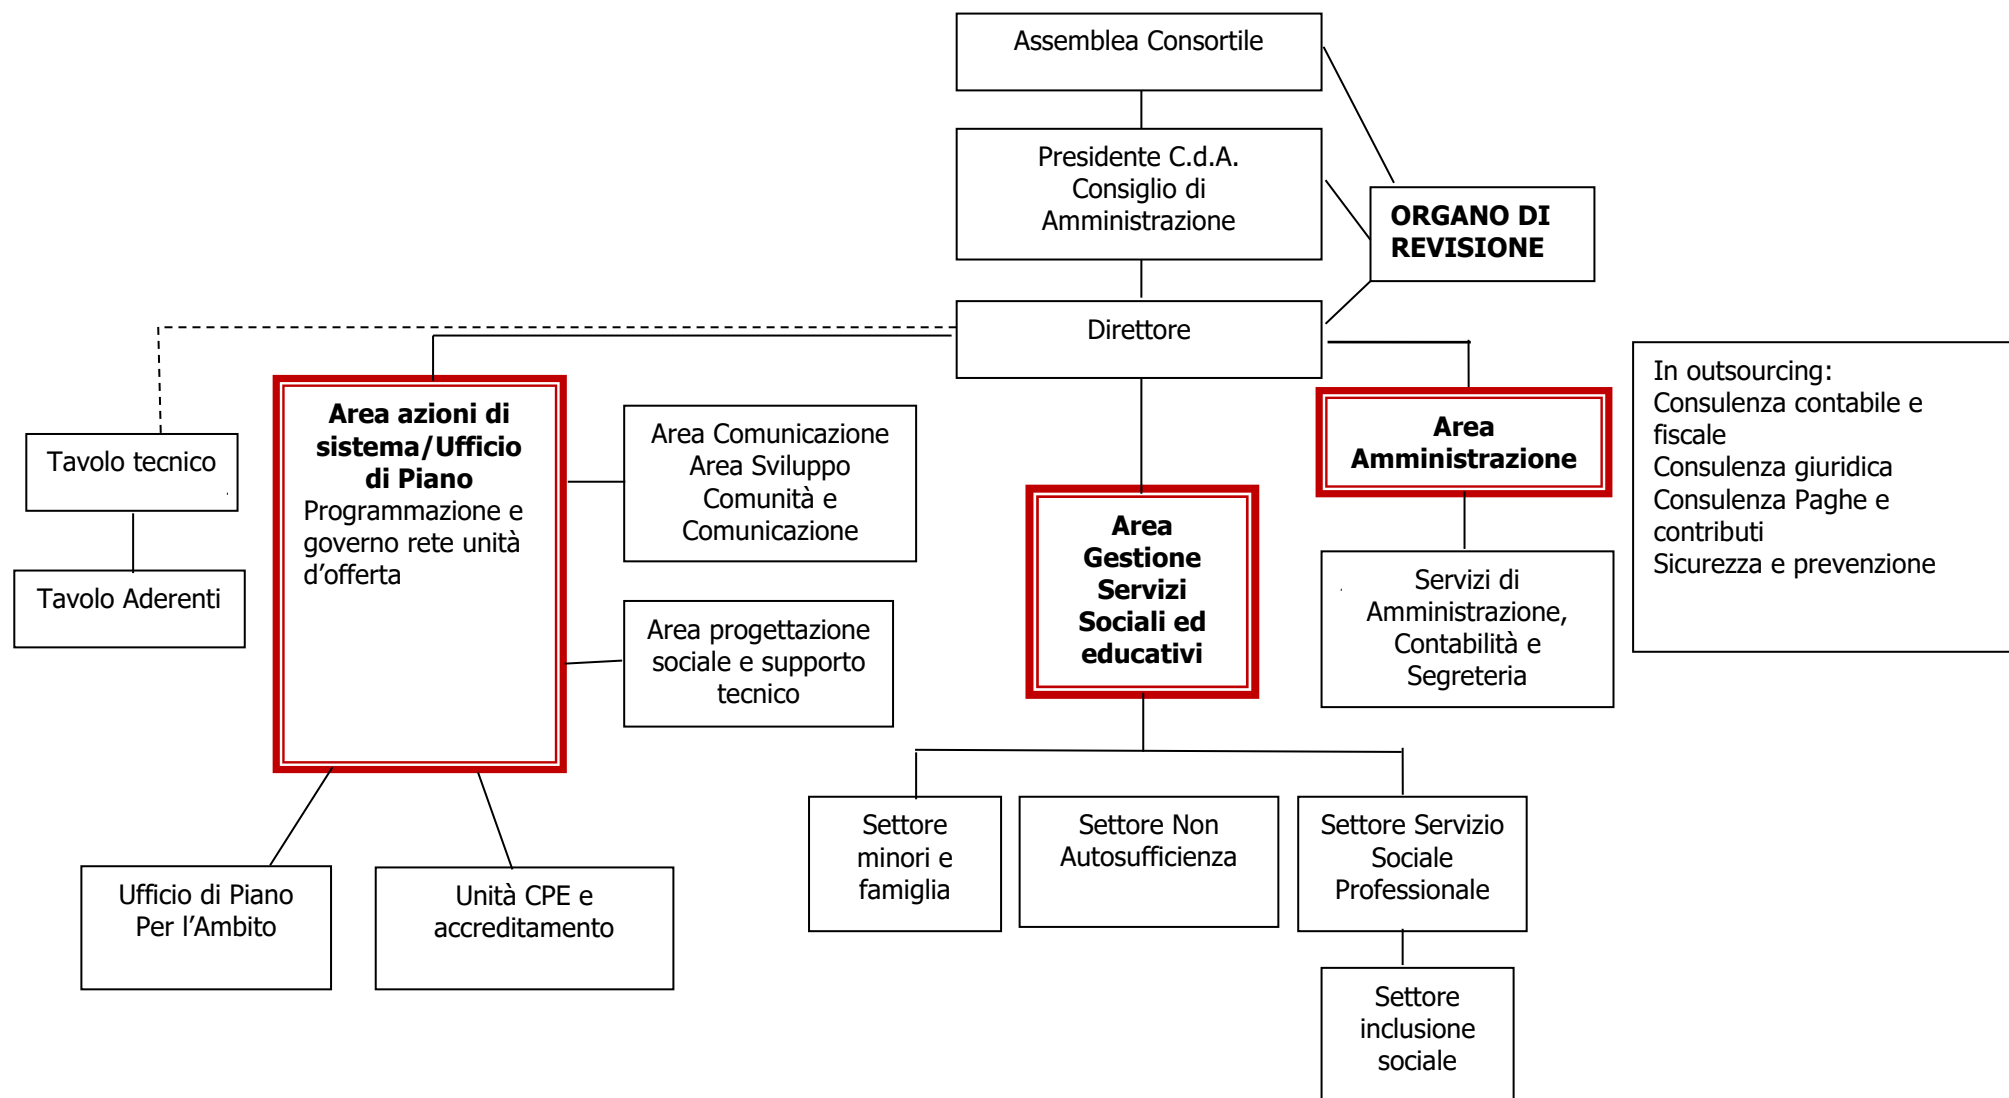 Assemblea Consortile
Presidente C.d.A.
Consiglio di
Amministrazione
ORGANO DI
REVISIONE
Direttore
Tavolo tecnico
Tavolo Aderenti
Area azioni di
sistema/Ufficio
di Piano
Programmazione e
governo rete unità
d’offerta
Area Comunicazione
Area Sviluppo
Comunità e
Comunicazione
Area progettazione
sociale e supporto
tecnico
Ufficio di Piano
Per l’Ambito
Unità CPE e
accreditamento
Area
Gestione
Servizi
Sociali ed
educativi
Settore
minori e
famiglia
Settore Non
Autosufficienza
Settore Servizio
Sociale
Professionale
Settore
inclusione
sociale
Area
Amministrazione
Servizi di
Amministrazione,
Contabilità e
Segreteria
In outsourcing:
Consulenza contabile e
fiscale
Consulenza giuridica
Consulenza Paghe e
contributi
Sicurezza e prevenzione